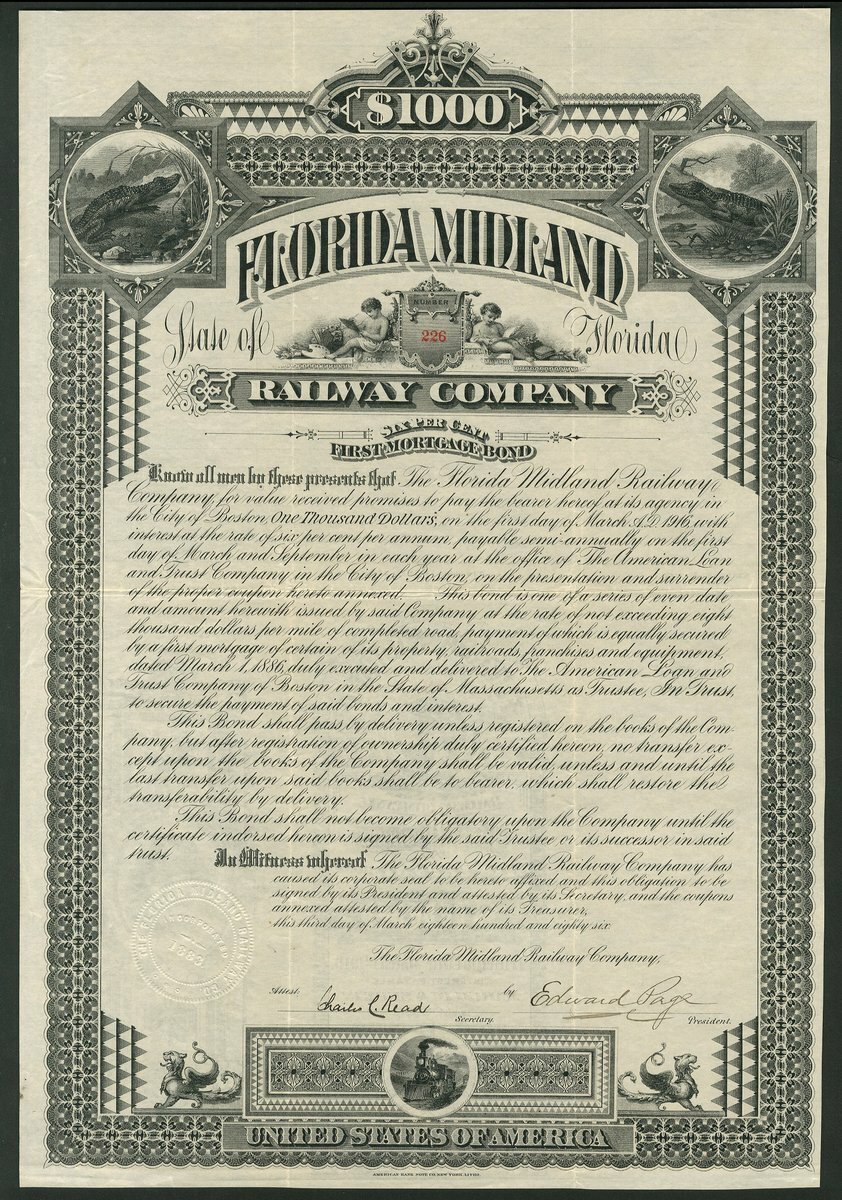 $1000
FLORIDA MIDLAND
NUMBER
226
State of Florida
RAILWAY COMPANY
SIX PER CENT
FIRST MORTGAGE BOND
Know all men by these presents that The Florida Midland Railway
Company, for value received promises to pay the bearer hereof at its agency in
the City of Boston, One Thousand Dollars, on the first day of March A.D. 1916, with
interest at the rate of six per cent per annum, payable semi-annually on the first
day of March and September in each year at the office of The American Loan
and Trust Company in the City of Boston, on the presentation and surrender
of the proper coupon hereto annexed. This bond is one of a series of even date
and amount herewith issued by said Company at the rate of not exceeding eight
thousand dollars per mile of completed road, payment of which is equally secured
by a first mortgage of certain of its property, railroads, franchises and equipment,
dated March 1, 1886, duly executed and delivered to The American Loan and
Trust Company of Boston in the State of Massachusetts as Trustee, In Trust,
to secure the payment of said bonds and interest.
This Bond shall pass by delivery unless registered on the books of the Com-
pany, but after registration of ownership duly certified hereon, no transfer ex-
cept upon the books of the Company shall be valid, unless and until the
last transfer upon said books shall be to bearer, which shall restore the
transferability by delivery.
This Bond shall not become obligatory upon the Company until the
certificate indorsed hereon is signed by the said Trustee or its successor in said
trust. In Witness whereof The Florida Midland Railway Company has
caused its corporate seal to be hereto affixed and this obligation to be
signed by its President and attested by its Secretary, and the coupons
annexed attested by the name of its Treasurer,
this third day of March eighteen hundred and eighty six
The Florida Midland Railway Company,
THE FLORIDA MIDLAND RAILWAY CO.
INCORPORATED
1883
Attest: Charles C. Read by Edward Page
Secretary. President.
UNITED STATES OF AMERICA
AMERICAN BANK NOTE CO. NEW YORK